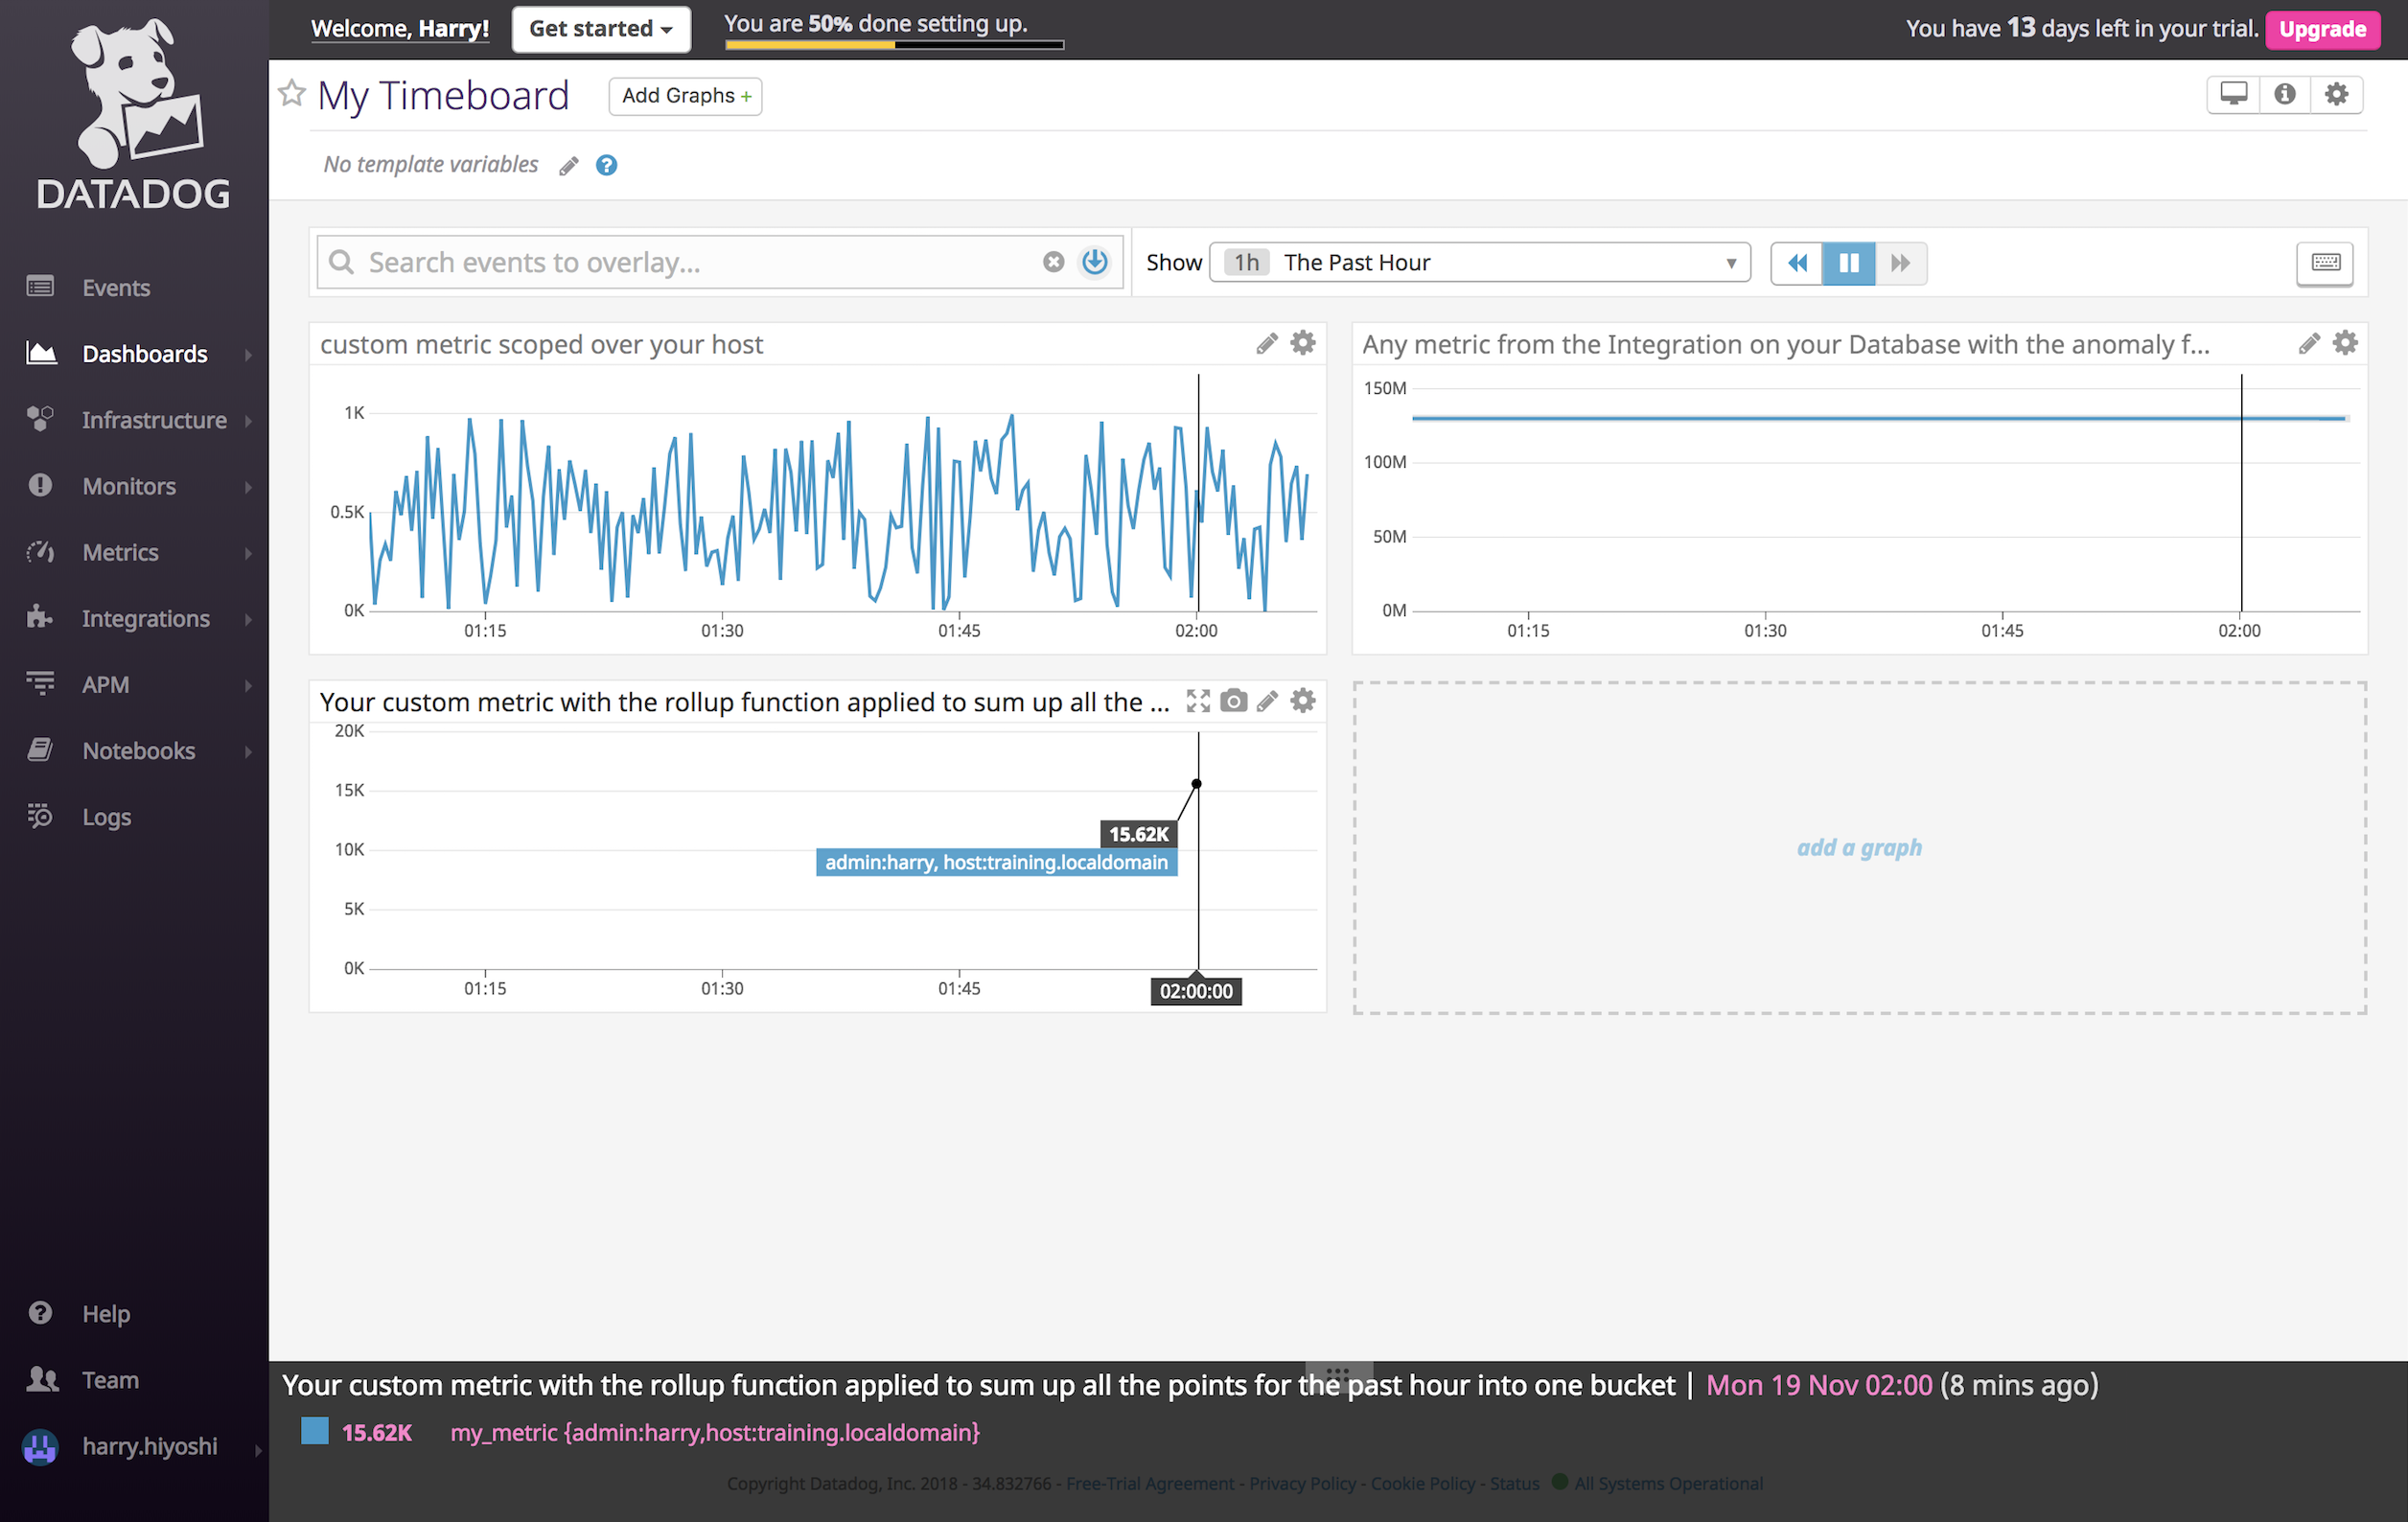 Welcome, Harry!
Get started
You are 50% done setting up.
You have 13 days left in your trial.
Upgrade
DATADOG
Events
Dashboards
Infrastructure
Monitors
Metrics
Integrations
APM
Notebooks
Logs
Help
Team
harry.hiyoshi
My Timeboard
Add Graphs +
No template variables
Search events to overlay...
Show
1h The Past Hour
custom metric scoped over your host
1K
0.5K
0K
01:15 01:30 01:45 02:00
Any metric from the Integration on your Database with the anomaly f...
150M
100M
50M
0M
01:15 01:30 01:45 02:00
Your custom metric with the rollup function applied to sum up all the ...
20K
15K
10K
5K
0K
15.62K
admin:harry, host:training.localdomain
01:15 01:30 01:45 02:00:00
add a graph
Your custom metric with the rollup function applied to sum up all the points for the past hour into one bucket | Mon 19 Nov 02:00 (8 mins ago)
15.62K my_metric {admin:harry,host:training.localdomain}
Copyright Datadog, Inc. 2018 - 34.832766 - Free-Trial Agreement - Privacy Policy - Cookie Policy - Status All Systems Operational